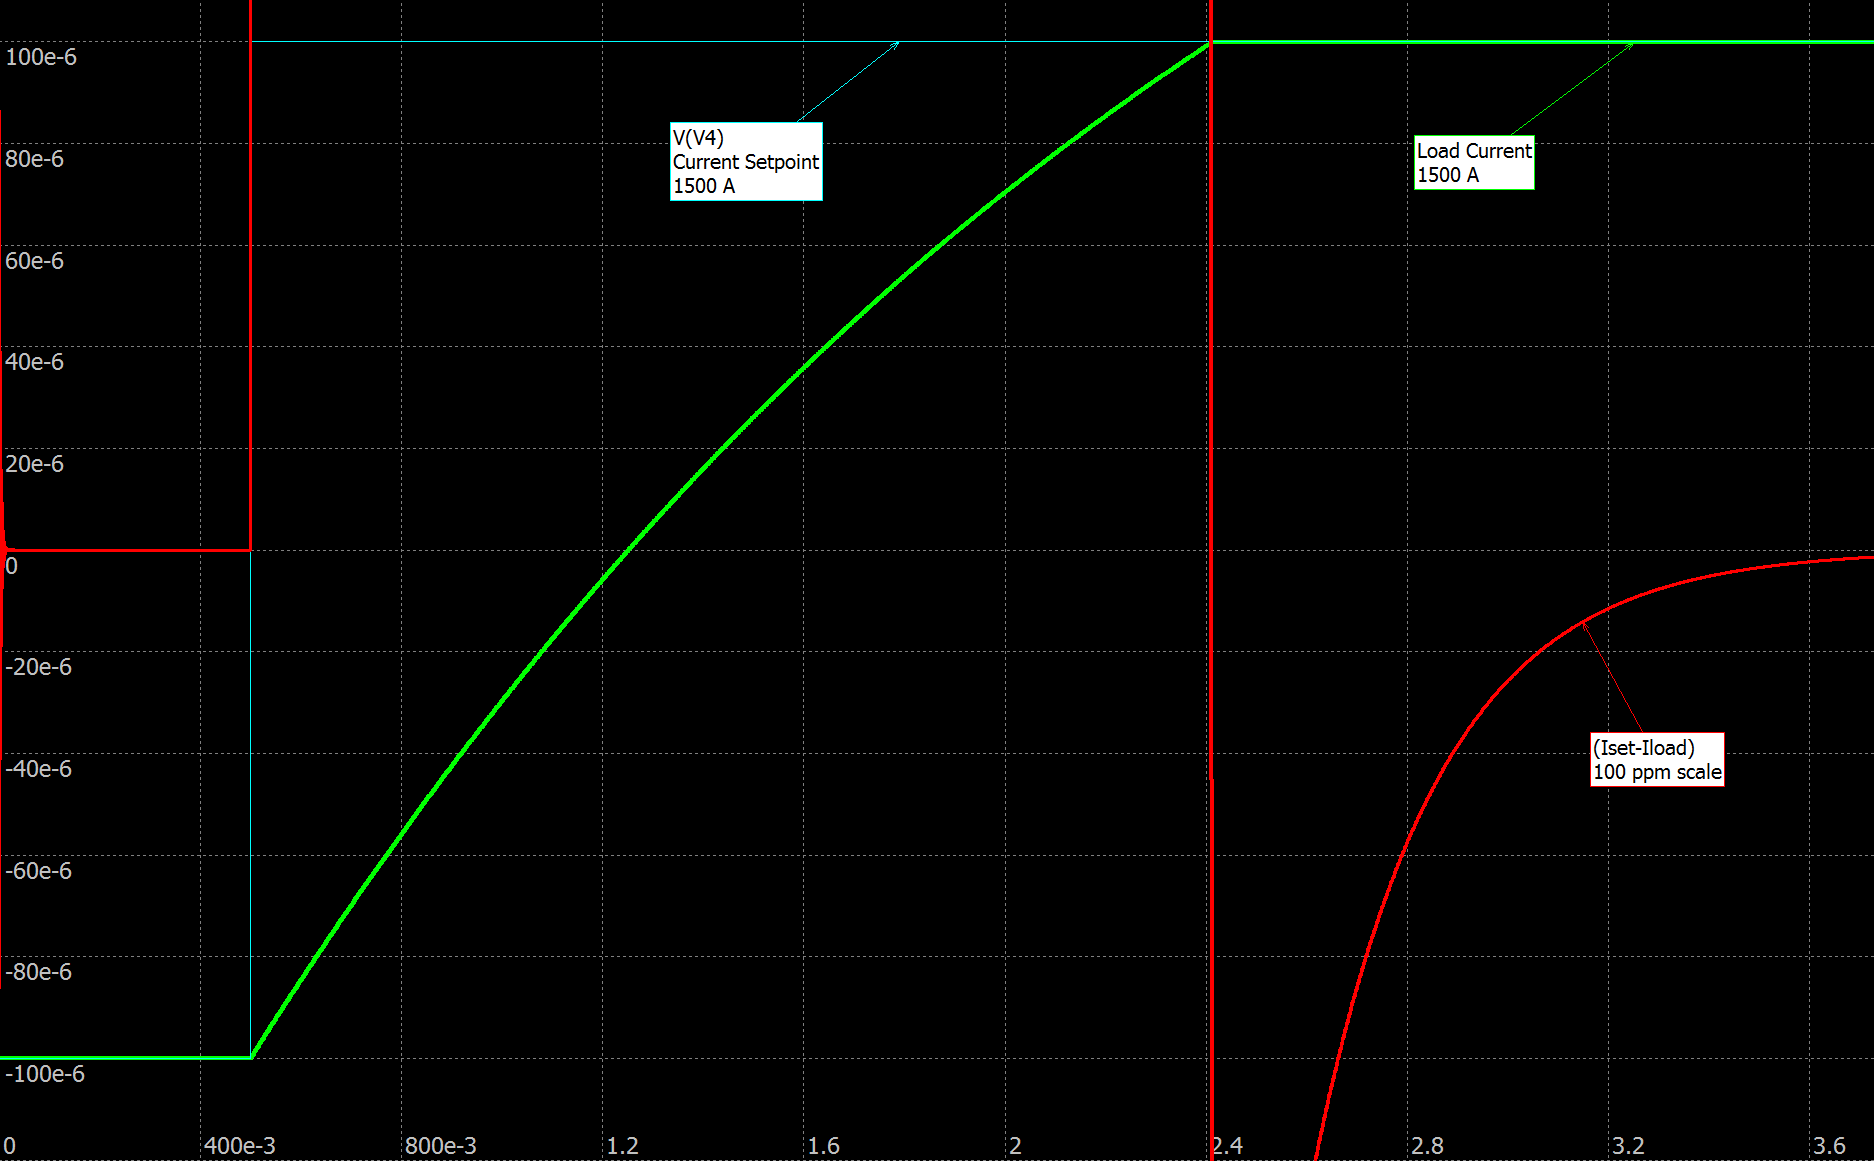 100e-6
80e-6
60e-6
40e-6
20e-6
0
-20e-6
-40e-6
-60e-6
-80e-6
-100e-6
V(V4)
Current Setpoint
1500 A
Load Current
1500 A
(Iset-Iload)
100 ppm scale
0 400e-3 800e-3 1.2 1.6 2 2.4 2.8 3.2 3.6